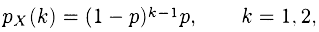 p_X(k) = (1 − p)^{k−1}p,  k = 1, 2,